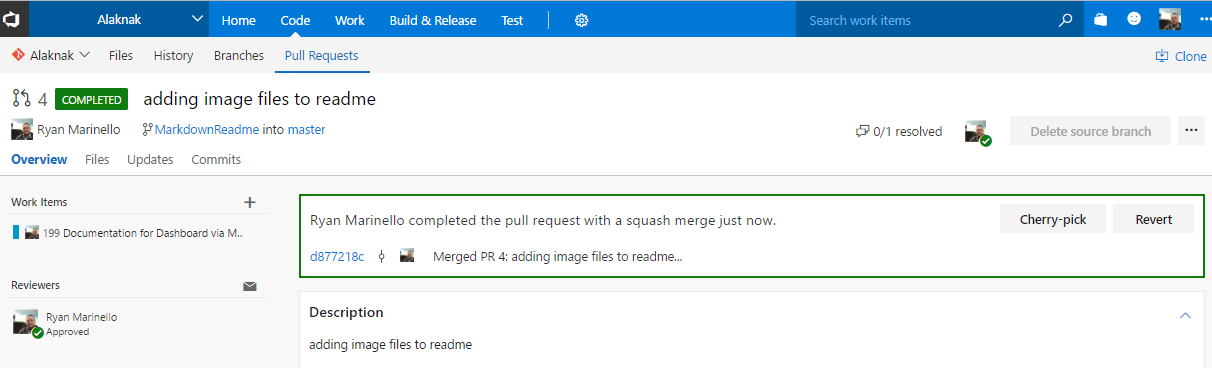 Alaknak Home Code Work Build & Release Test Search work items
Alaknak Files History Branches Pull Requests Clone
4 COMPLETED adding image files to readme
Ryan Marinello MarkdownReadme into master 0/1 resolved Delete source branch ...
Overview Files Updates Commits
Work Items +
199 Documentation for Dashboard via M..
Reviewers
Ryan Marinello
Approved
Ryan Marinello completed the pull request with a squash merge just now. Cherry-pick Revert
d877218c Merged PR 4: adding image files to readme...
Description
adding image files to readme